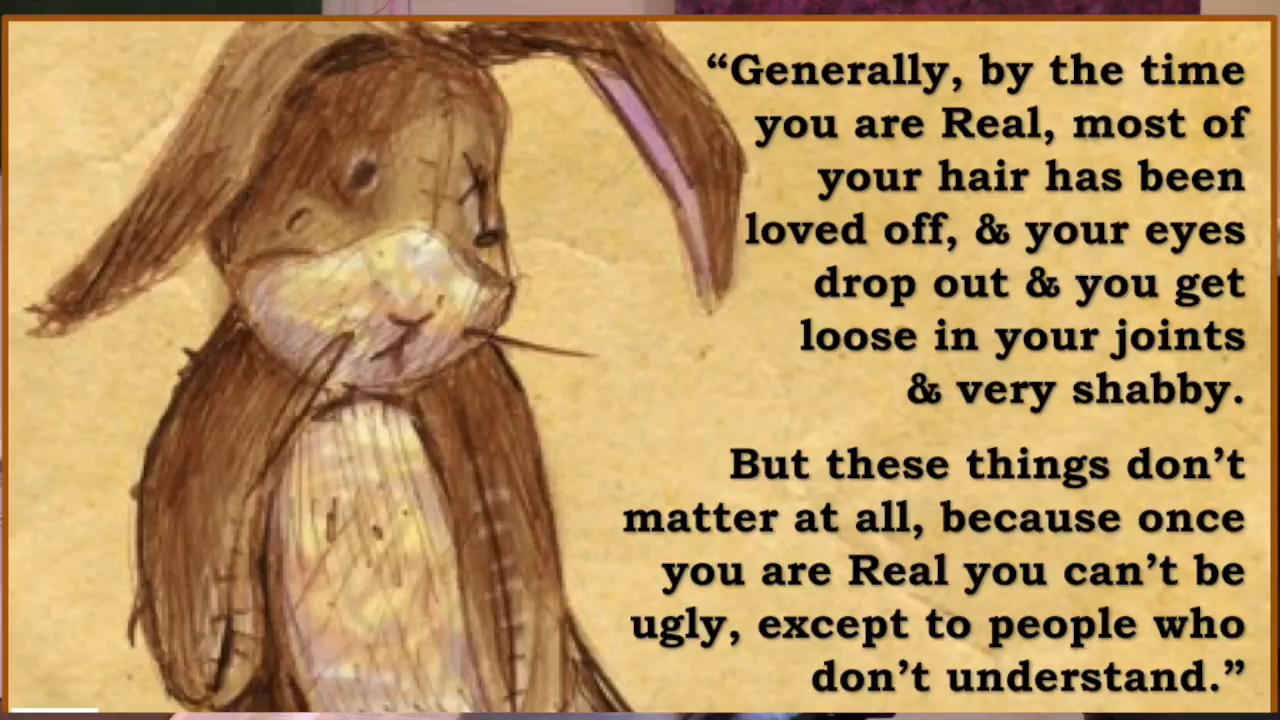 “Generally, by the time
you are Real, most of
your hair has been
loved off, & your eyes
drop out & you get
loose in your joints
& very shabby.
But these things don’t
matter at all, because once
you are Real you can’t be
ugly, except to people who
don’t understand.”